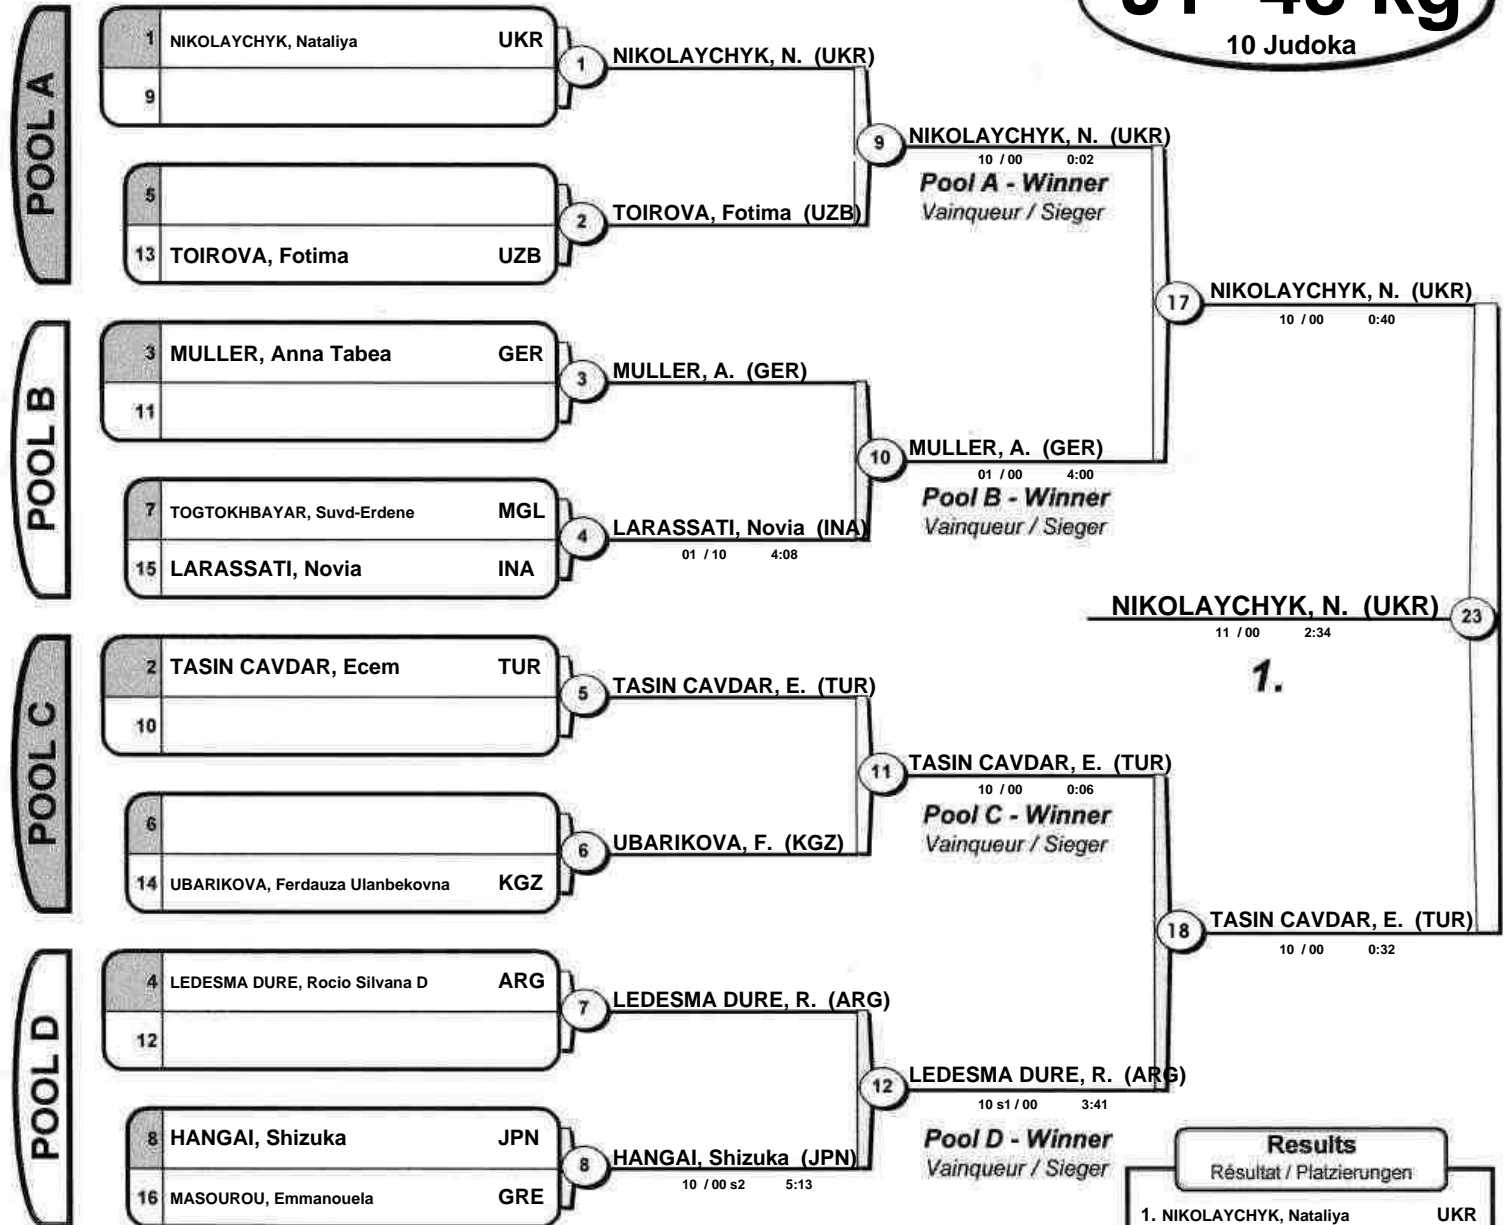 J1 -48 kg
10 Judoka
POOL A
1 NIKOLAYCHYK, Nataliya UKR
9
1 NIKOLAYCHYK, N. (UKR)
5
13 TOIROVA, Fotima UZB
2 TOIROVA, Fotima (UZB)
9 NIKOLAYCHYK, N. (UKR)
10 / 00 0:02
Pool A - Winner
Vainqueur / Sieger
POOL B
3 MULLER, Anna Tabea GER
11
3 MULLER, A. (GER)
7 TOGTOKHBAYAR, Suvd-Erdene MGL
15 LARASSATI, Novia INA
4 LARASSATI, Novia (INA)
01 / 10 4:08
10 MULLER, A. (GER)
01 / 00 4:00
Pool B - Winner
Vainqueur / Sieger
17 NIKOLAYCHYK, N. (UKR)
10 / 00 0:40
POOL C
2 TASIN CAVDAR, Ecem TUR
10
5 TASIN CAVDAR, E. (TUR)
6
14 UBARIKOVA, Ferdauza Ulanbekovna KGZ
6 UBARIKOVA, F. (KGZ)
11 TASIN CAVDAR, E. (TUR)
10 / 00 0:06
Pool C - Winner
Vainqueur / Sieger
POOL D
4 LEDESMA DURE, Rocio Silvana D ARG
12
7 LEDESMA DURE, R. (ARG)
8 HANGAI, Shizuka JPN
16 MASOUROU, Emmanouela GRE
8 HANGAI, Shizuka (JPN)
10 / 00 s2 5:13
12 LEDESMA DURE, R. (ARG)
10 s1 / 00 3:41
Pool D - Winner
Vainqueur / Sieger
18 TASIN CAVDAR, E. (TUR)
10 / 00 0:32
NIKOLAYCHYK, N. (UKR) 23
11 / 00 2:34
1.
Results
Résultat / Platzierungen
1. NIKOLAYCHYK, Nataliya UKR